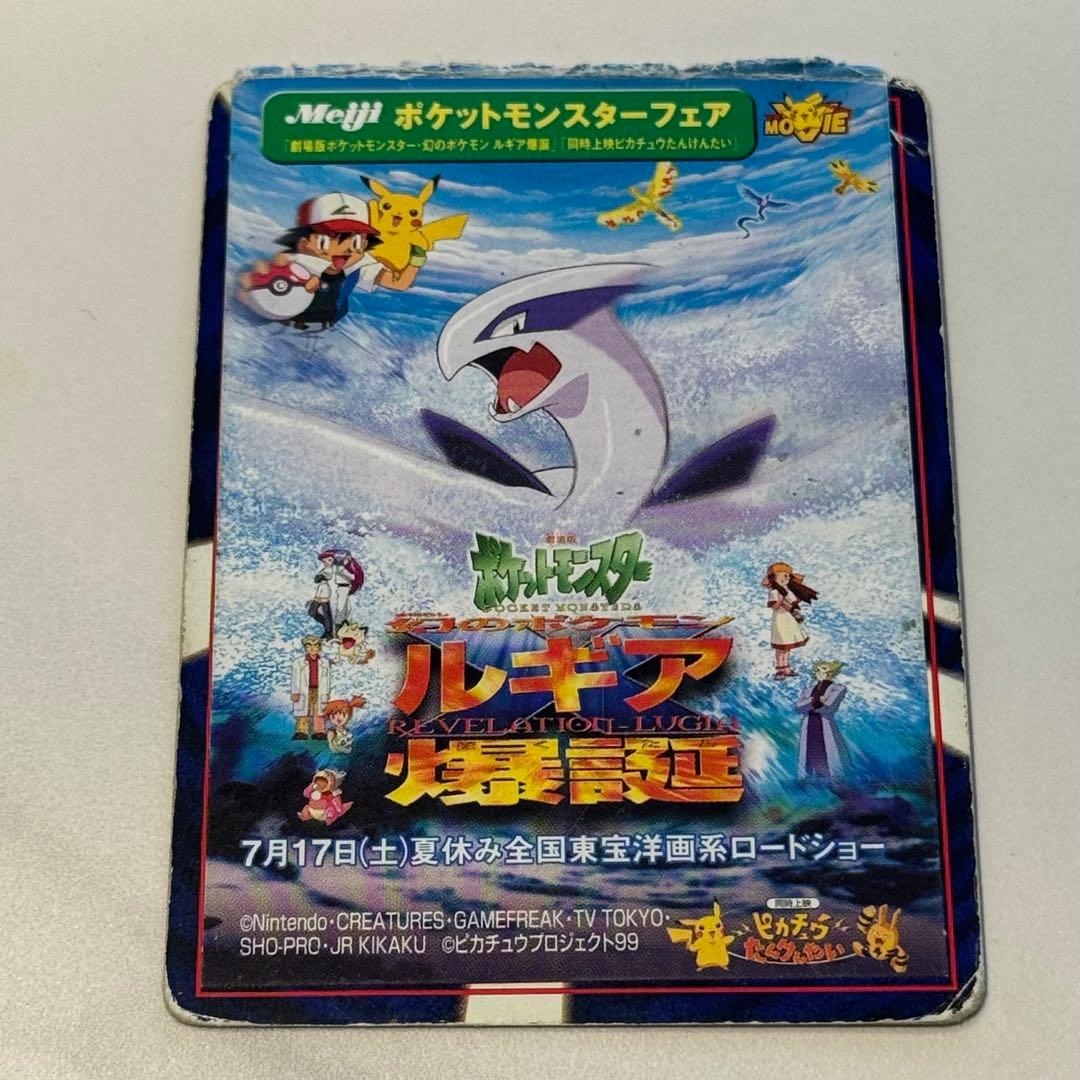 Meiji ポケットモンスターフェア
「劇場版ポケットモンスター・幻のポケモン ルギア爆誕」「同時上映ピカチュウたんけんたい」
MOVIE
劇場版
ポケットモンスター
POCKET MONSTERS
幻のポケモン
ルギア
REVELATION-LUGIA
爆誕
7月17日(土)夏休み全国東宝洋画系ロードショー
©Nintendo・CREATURES・GAMEFREAK・TV TOKYO・
SHO-PRO・JR KIKAKU ©ピカチュウプロジェクト99
同時上映
ピカチュウ
たんけんたい